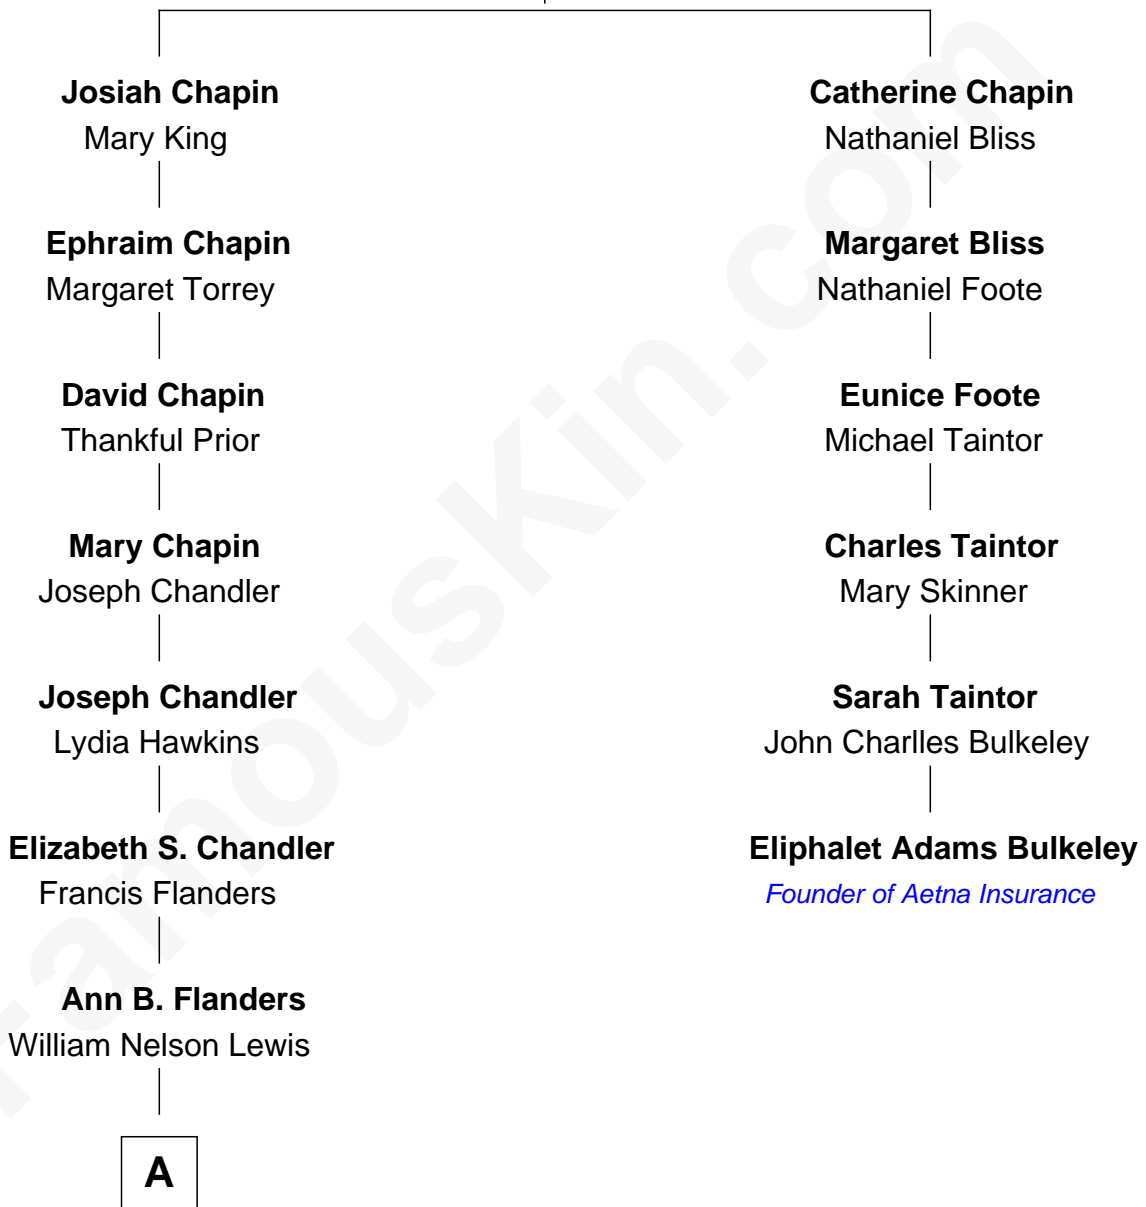 Josiah Chapin
Mary King
Ephraim Chapin
Margaret Torrey
David Chapin
Thankful Prior
Mary Chapin
Joseph Chandler
Joseph Chandler
Lydia Hawkins
Elizabeth S. Chandler
Francis Flanders
Ann B. Flanders
William Nelson Lewis
A
Catherine Chapin
Nathaniel Bliss
Margaret Bliss
Nathaniel Foote
Eunice Foote
Michael Taintor
Charles Taintor
Mary Skinner
Sarah Taintor
John Charlles Bulkeley
Eliphalet Adams Bulkeley
Founder of Aetna Insurance
FamousKin.com